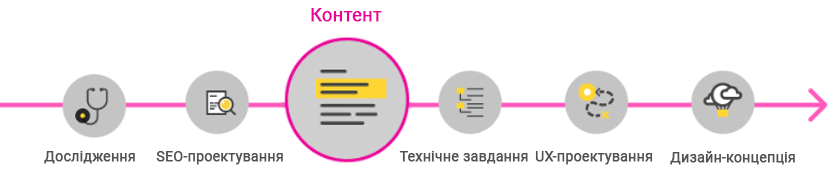 Контент
Дослідження
SEO-проектування
Технічне завдання
UX-проектування
Дизайн-концепція